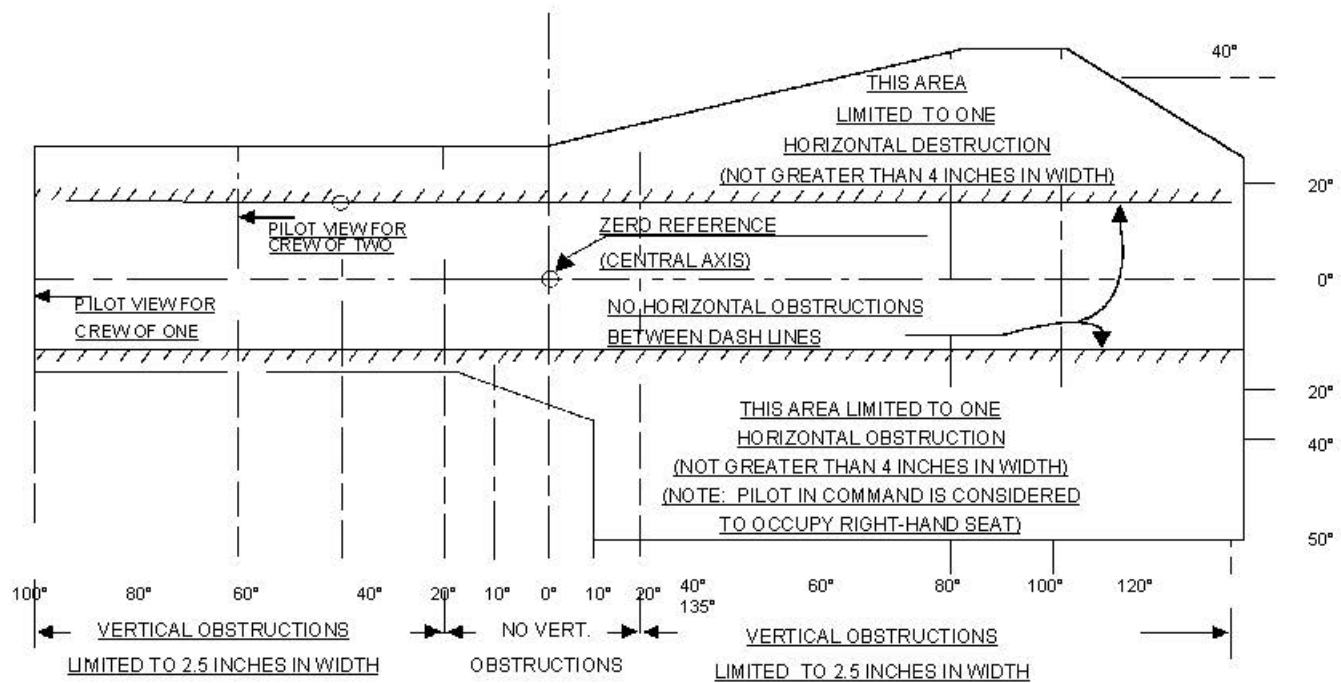 40°
THIS AREA
LIMITED TO ONE
HORIZONTAL DESTRUCTION
(NOT GREATER THAN 4 INCHES IN WIDTH)
20°
PILOT VIEW FOR
CREW OF TWO
ZERO REFERENCE
(CENTRAL AXIS)
0°
PILOT VIEW FOR
CREW OF ONE
NO HORIZONTAL OBSTRUCTIONS
BETWEEN DASH LINES
20°
THIS AREA LIMITED TO ONE
HORIZONTAL OBSTRUCTION
(NOT GREATER THAN 4 INCHES IN WIDTH)
(NOTE: PILOT IN COMMAND IS CONSIDERED
TO OCCUPY RIGHT-HAND SEAT)
40°
50°
100° 80° 60° 20° 10° 0° 10° 20° 40° 60° 80° 100° 120°
135°
VERTICAL OBSTRUCTIONS
LIMITED TO 2.5 INCHES IN WIDTH
NO VERT.
OBSTRUCTIONS
VERTICAL OBSTRUCTIONS
LIMITED TO 2.5 INCHES IN WIDTH